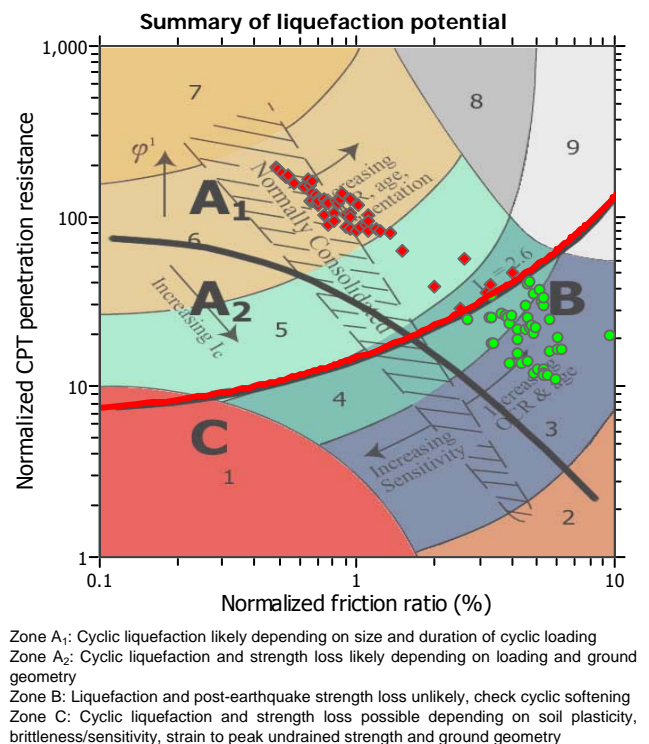 Summary of liquefaction potential
Normalized CPT penetration resistance
1,000
100
10
1
7
8
9
φ¹
A₁
Normally Consolidated
Increasing
OCR, age,
cementation
6
A₂
Increasing I_c
5
= 2.6
B
4
Increasing
OCR & age
3
C
1
Increasing
Sensitivity
2
0.1
1
10
Normalized friction ratio (%)
Zone A₁: Cyclic liquefaction likely depending on size and duration of cyclic loading
Zone A₂: Cyclic liquefaction and strength loss likely depending on loading and ground
geometry
Zone B: Liquefaction and post-earthquake strength loss unlikely, check cyclic softening
Zone C: Cyclic liquefaction and strength loss possible depending on soil plasticity,
brittleness/sensitivity, strain to peak undrained strength and ground geometry